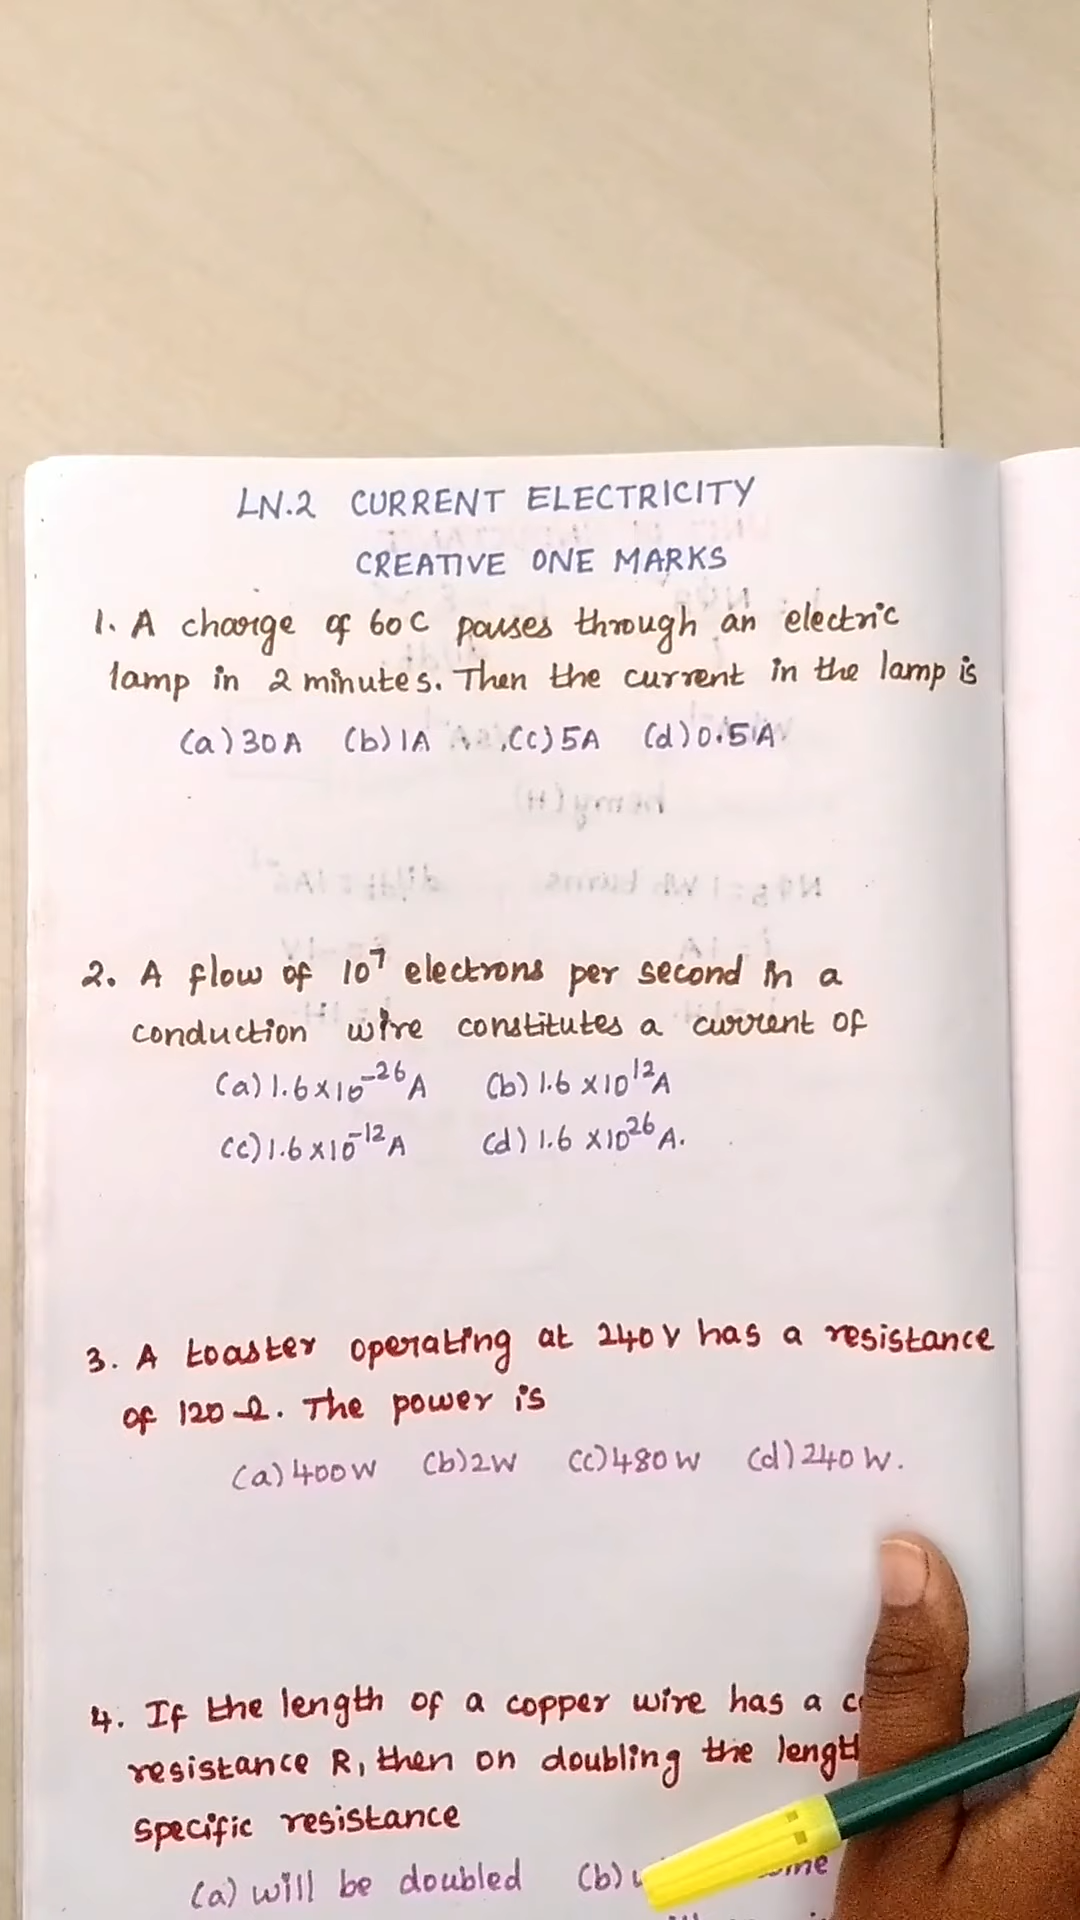 LN.2 CURRENT ELECTRICITY
CREATIVE ONE MARKS
1. A charge of 60C passes through an electric
lamp in 2 minutes. Then the current in the lamp is
(a) 30A (b) 1A (c) 5A (d) 0.5A
2. A flow of 10⁷ electrons per second in a
conduction wire constitutes a current of
(a) 1.6×10⁻²⁶A (b) 1.6×10¹²A
(c) 1.6×10⁻¹²A (d) 1.6×10²⁶A.
3. A toaster operating at 240V has a resistance
of 120Ω. The power is
(a) 400W (b) 2W (c) 480W (d) 240W.
4. If the length of a copper wire has a
resistance R, then on doubling the
specific resistance
(a) will be doubled (b)